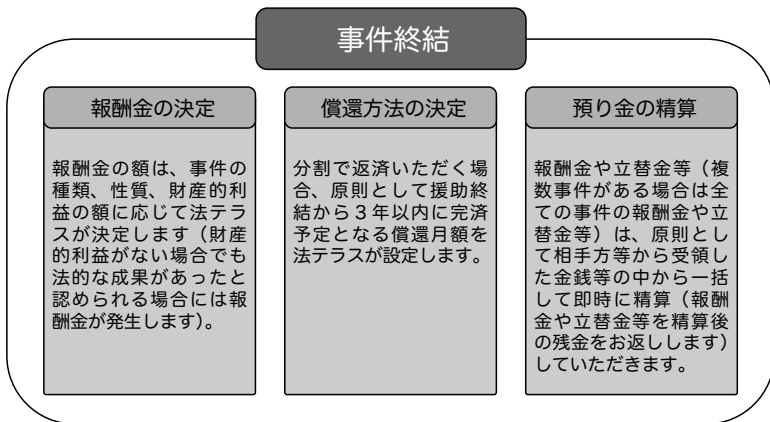 事件終結
報酬金の決定
報酬金の額は、事件の
種類、性質、財産的利
益の額に応じて法テラ
スが決定します（財産
的利益がない場合でも
法的な成果があったと
認められる場合には報
酬金が発生します）。
償還方法の決定
分割で返済いただく場
合、原則として援助終
結から３年以内に完済
予定となる償還月額を
法テラスが設定します。
預り金の精算
報酬金や立替金等（複
数事件がある場合は全
ての事件の報酬金や立
替金等）は、原則とし
て相手方等から受領し
た金銭等の中から一括
して即時に精算（報酬
金や立替金等を精算後
の残金をお返しします）
していただきます。